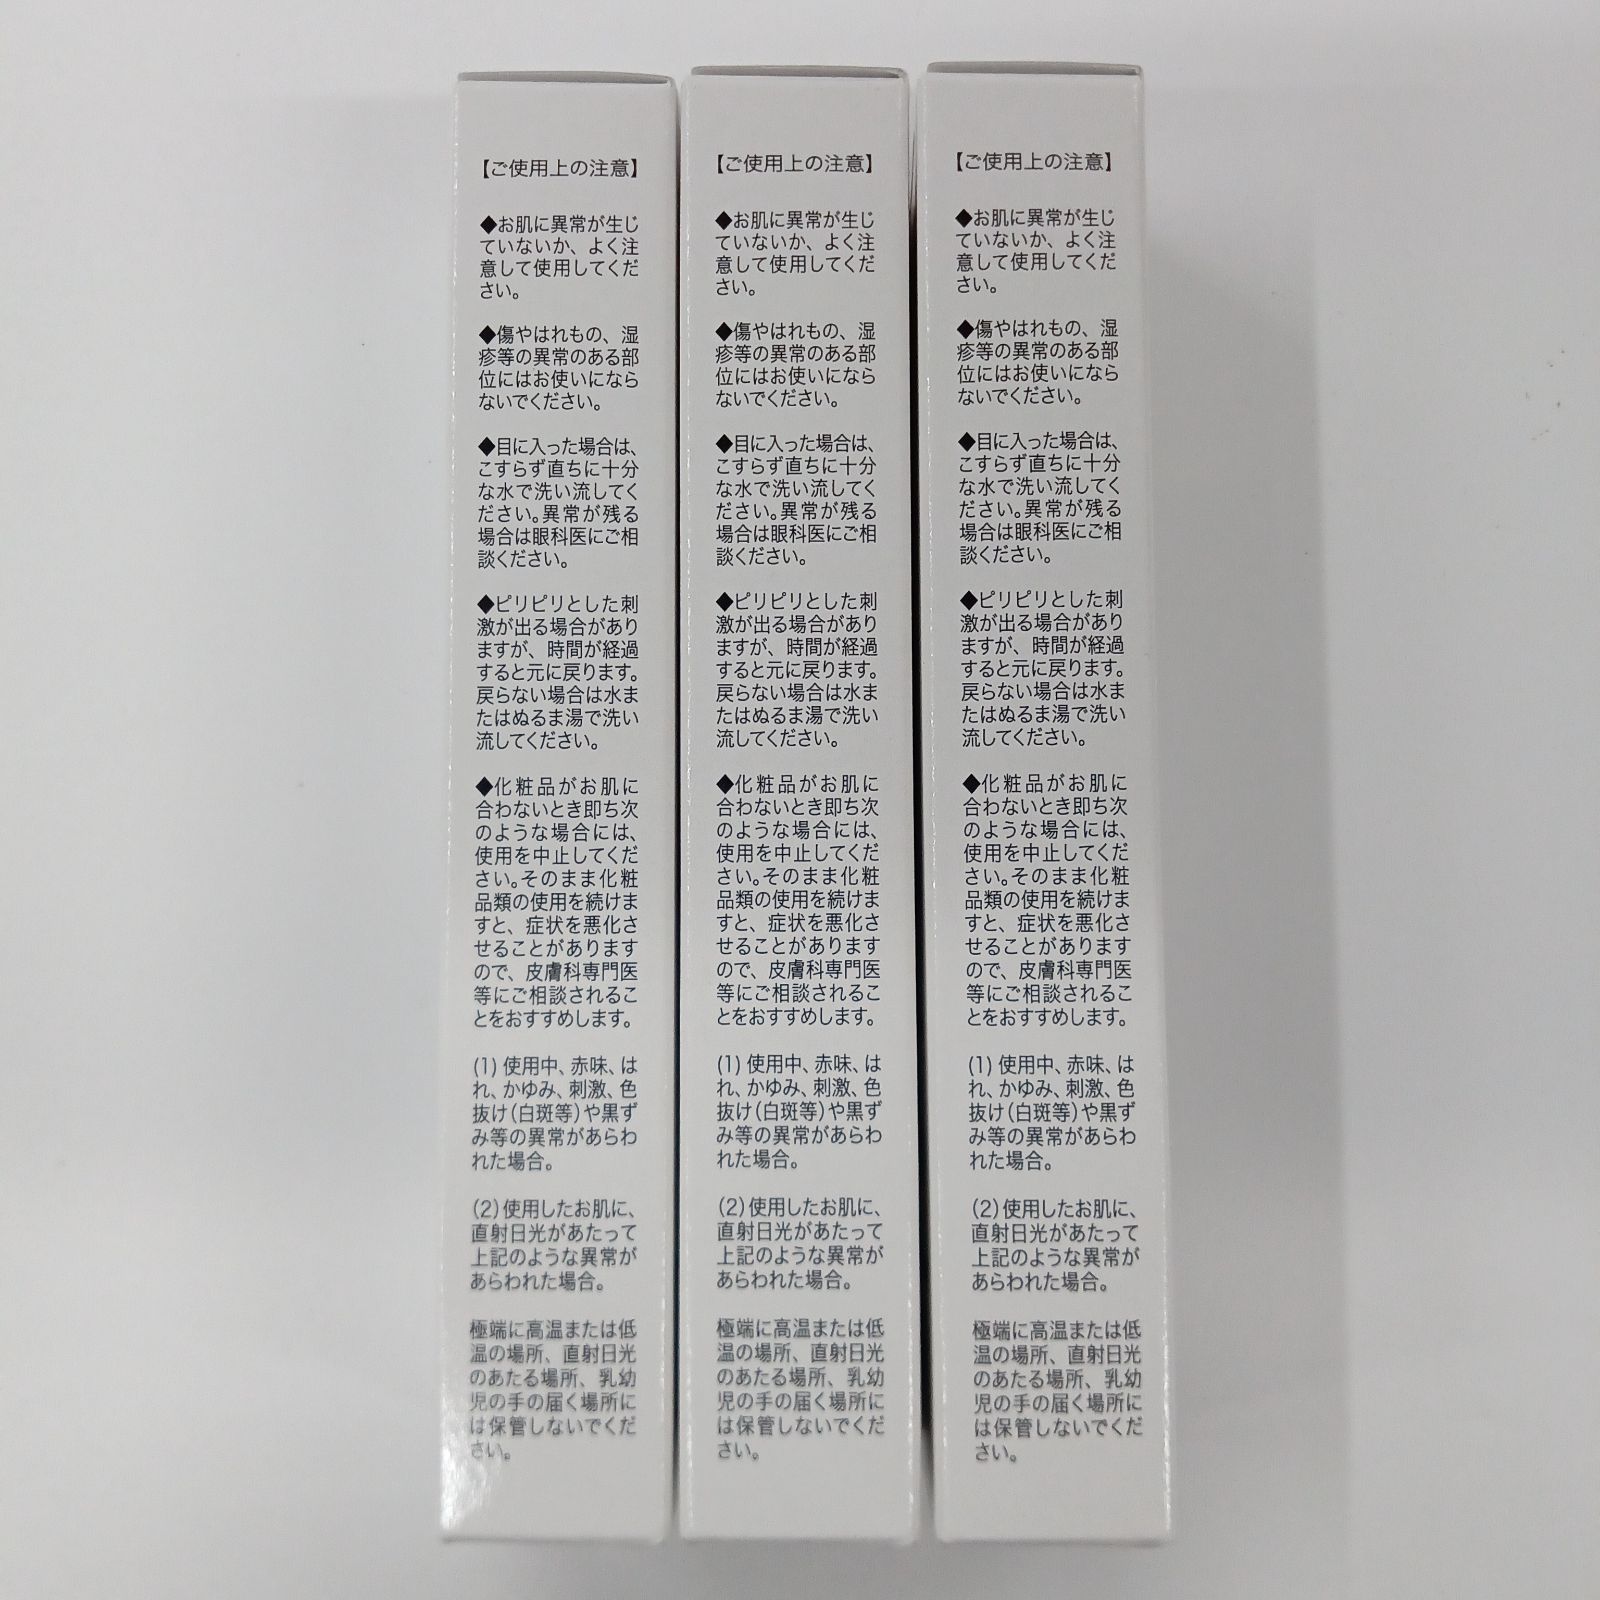 【ご使用上の注意】
◆お肌に異常が生じ
ていないか、よく注
意して使用してくだ
さい。
◆傷やはれもの、湿
疹等の異常のある部
位にはお使いになら
ないでください。
◆目に入った場合は、
こすらず直ちに十分
な水で洗い流してく
ださい。異常が残る
場合は眼科医にご相
談ください。
◆ピリピリとした刺
激が出る場合があり
ますが、時間が経過
すると元に戻ります。
戻らない場合は水ま
たはぬるま湯で洗い
流してください。
◆化粧品がお肌に
合わないとき即ち次
のような場合には、
使用を中止してくだ
さい。そのまま化粧
品類の使用を続けま
すと、症状を悪化さ
せることがあります
ので、皮膚科専門医
等にご相談されるこ
とをおすすめします。
(1) 使用中、赤味、は
れ、かゆみ、刺激、色
抜け(白斑等)や黒ず
み等の異常があらわ
れた場合。
(2)使用したお肌に、
直射日光があたって
上記のような異常が
あらわれた場合。
極端に高温または低
温の場所、直射日光
のあたる場所、乳幼
児の手の届く場所に
は保管しないでくだ
さい。
【ご使用上の注意】
◆お肌に異常が生じ
ていないか、よく注
意して使用してくだ
さい。
◆傷やはれもの、湿
疹等の異常のある部
位にはお使いになら
ないでください。
◆目に入った場合は、
こすらず直ちに十分
な水で洗い流してく
ださい。異常が残る
場合は眼科医にご相
談ください。
◆ピリピリとした刺
激が出る場合があり
ますが、時間が経過
すると元に戻ります。
戻らない場合は水ま
たはぬるま湯で洗い
流してください。
◆化粧品がお肌に
合わないとき即ち次
のような場合には、
使用を中止してくだ
さい。そのまま化粧
品類の使用を続けま
すと、症状を悪化さ
せることがあります
ので、皮膚科専門医
等にご相談されるこ
とをおすすめします。
(1) 使用中、赤味、は
れ、かゆみ、刺激、色
抜け(白斑等)や黒ず
み等の異常があらわ
れた場合。
(2)使用したお肌に、
直射日光があたって
上記のような異常が
あらわれた場合。
極端に高温または低
温の場所、直射日光
のあたる場所、乳幼
児の手の届く場所に
は保管しないでくだ
さい。
【ご使用上の注意】
◆お肌に異常が生じ
ていないか、よく注
意して使用してくだ
さい。
◆傷やはれもの、湿
疹等の異常のある部
位にはお使いになら
ないでください。
◆目に入った場合は、
こすらず直ちに十分
な水で洗い流してく
ださい。異常が残る
場合は眼科医にご相
談ください。
◆ピリピリとした刺
激が出る場合があり
ますが、時間が経過
すると元に戻ります。
戻らない場合は水ま
たはぬるま湯で洗い
流してください。
◆化粧品がお肌に
合わないとき即ち次
のような場合には、
使用を中止してくだ
さい。そのまま化粧
品類の使用を続けま
すと、症状を悪化さ
せることがあります
ので、皮膚科専門医
等にご相談されるこ
とをおすすめします。
(1) 使用中、赤味、は
れ、かゆみ、刺激、色
抜け(白斑等)や黒ず
み等の異常があらわ
れた場合。
(2)使用したお肌に、
直射日光があたって
上記のような異常が
あらわれた場合。
極端に高温または低
温の場所、直射日光
のあたる場所、乳幼
児の手の届く場所に
は保管しないでくだ
さい。